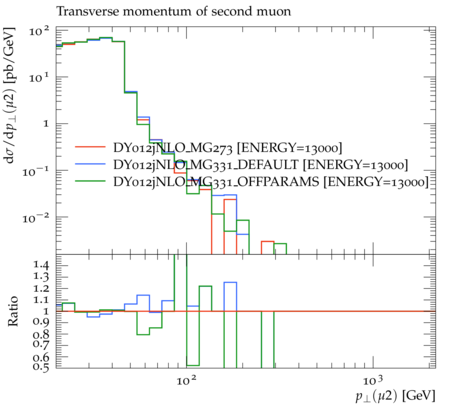 Transverse momentum of second muon
dσ/dp⊥(μ2) [pb/GeV]
10²
10¹
1
10⁻¹
10⁻²
DY012jNLO_MG273 [ENERGY=13000]
DY012jNLO_MG331_DEFAULT [ENERGY=13000]
DY012jNLO_MG331_OFFPARAMS [ENERGY=13000]
Ratio
1.4
1.3
1.2
1.1
1
0.9
0.8
0.7
0.6
0.5
10² 10³
p⊥(μ2) [GeV]